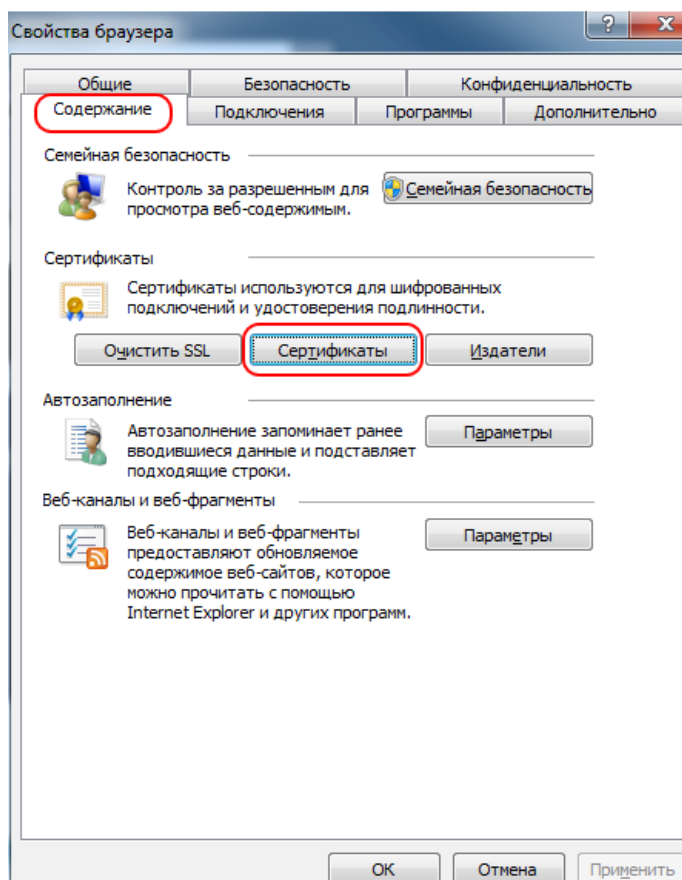 Свойства браузера
Общие Безопасность Конфиденциальность
Содержание Подключения Программы Дополнительно
Семейная безопасность
Контроль за разрешенным для
просмотра веб-содержимым.
Семейная безопасность
Сертификаты
Сертификаты используются для шифрованных
подключений и удостоверения подлинности.
Очистить SSL Сертификаты Издатели
Автозаполнение
Автозаполнение запоминает ранее
вводившиеся данные и подставляет
подходящие строки.
Параметры
Веб-каналы и веб-фрагменты
Веб-каналы и веб-фрагменты
предоставляют обновляемое
содержимое веб-сайтов, которое
можно прочитать с помощью
Internet Explorer и других программ.
Параметры
ОК Отмена Применить